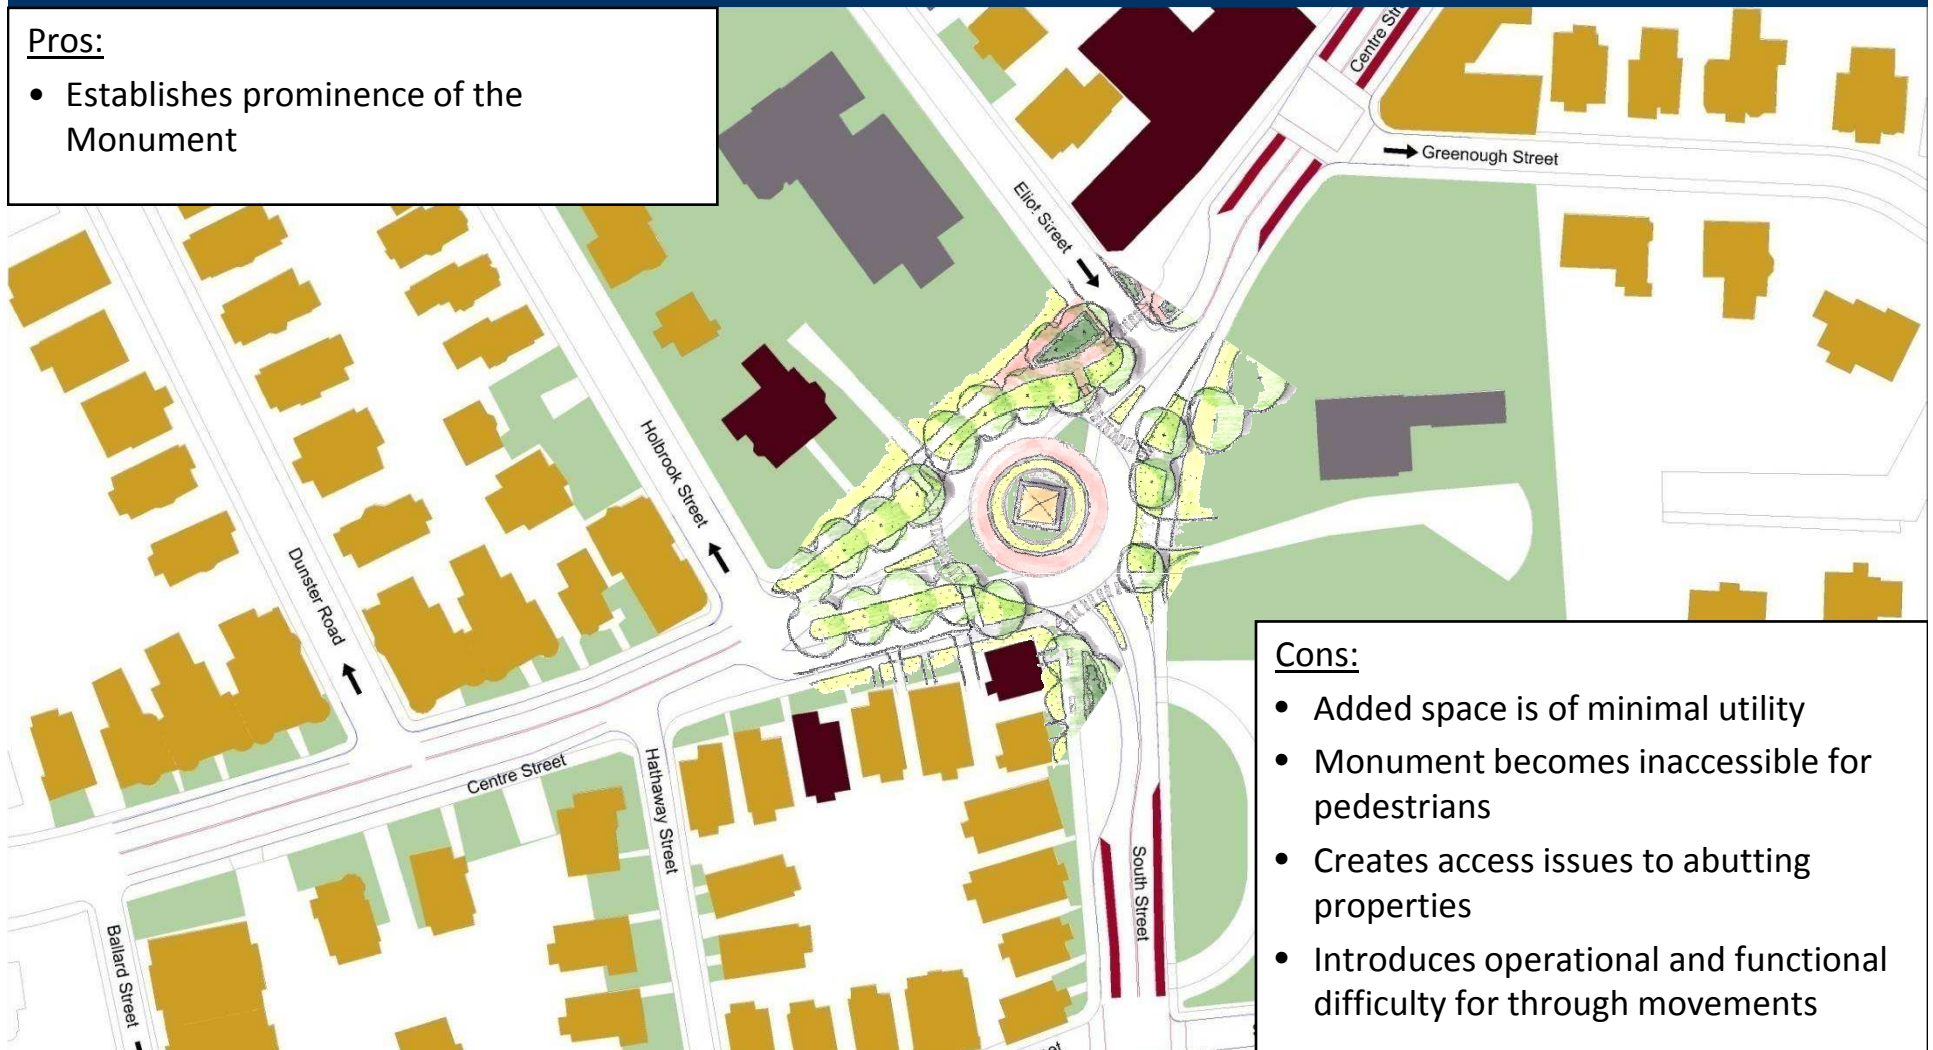 Pros:
• Establishes prominence of the
Monument
Centre Str
Greenough Street
Eliot Street
Holbrook Street
Dunster Road
Centre Street
Hathaway Street
South Street
Ballard Street
Cons:
• Added space is of minimal utility
• Monument becomes inaccessible for
pedestrians
• Creates access issues to abutting
properties
• Introduces operational and functional
difficulty for through movements